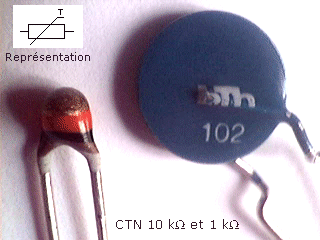 T
Représentation
102
CTN 10 kΩ et 1 kΩ